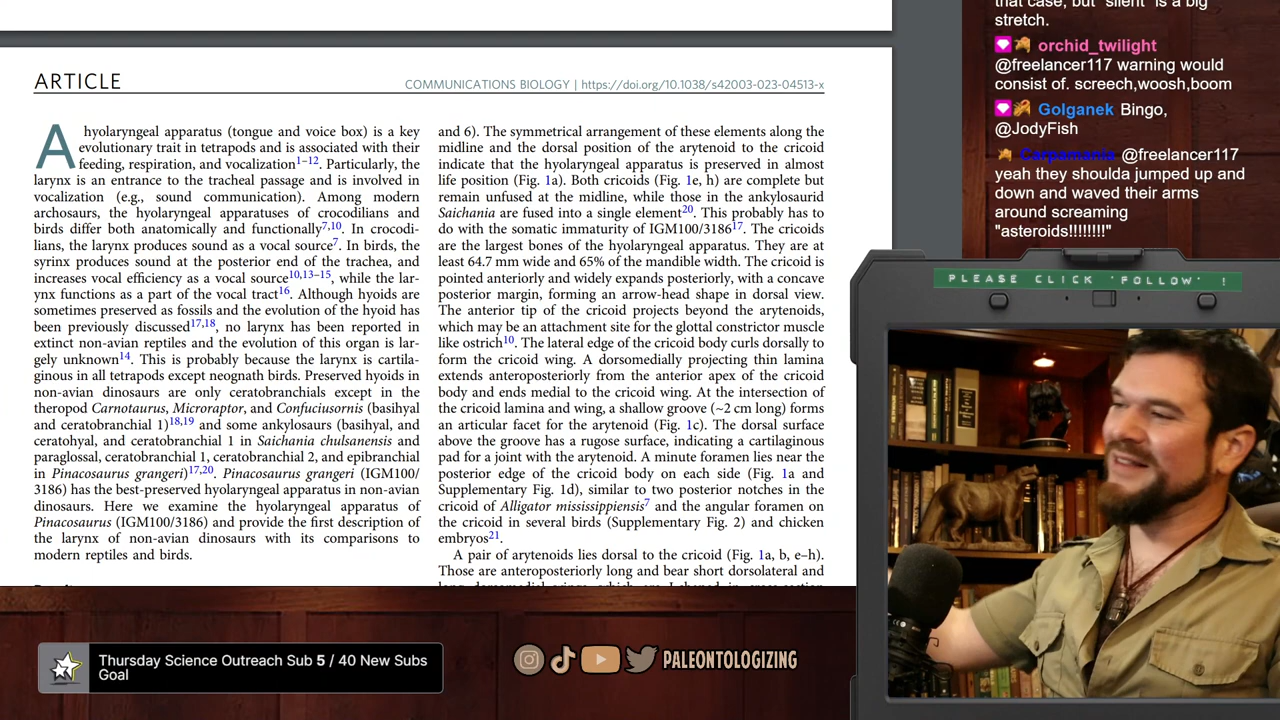 ARTICLE
COMMUNICATIONS BIOLOGY | https://doi.org/10.1038/s42003-023-04513-x
A hyolaryngeal apparatus (tongue and voice box) is a key
evolutionary trait in tetrapods and is associated with their
feeding, respiration, and vocalization1–12. Particularly, the
larynx is an entrance to the tracheal passage and is involved in
vocalization (e.g., sound communication). Among modern
archosaurs, the hyolaryngeal apparatuses of crocodilians and
birds differ both anatomically and functionally7,10. In crocodi-
lians, the larynx produces sound as a vocal source7. In birds, the
syrinx produces sound at the posterior end of the trachea, and
increases vocal efficiency as a vocal source10,13–15, while the lar-
ynx functions as a part of the vocal tract16. Although hyoids are
sometimes preserved as fossils and the evolution of the hyoid has
been previously discussed17,18, no larynx has been reported in
extinct non-avian reptiles and the evolution of this organ is lar-
gely unknown14. This is probably because the larynx is cartila-
ginous in all tetrapods except neognath birds. Preserved hyoids in
non-avian dinosaurs are only ceratobranchials except in the
theropod Carnotaurus, Microraptor, and Confuciusornis (basihyal
and ceratobranchial 1)18,19 and some ankylosaurs (basihyal, and
ceratohyal, and ceratobranchial 1 in Saichania chulsanensis and
paraglossal, ceratobranchial 1, ceratobranchial 2, and epibranchial
in Pinacosaurus grangeri)17,20. Pinacosaurus grangeri (IGM100/
3186) has the best-preserved hyolaryngeal apparatus in non-avian
dinosaurs. Here we examine the hyolaryngeal apparatus of
Pinacosaurus (IGM100/3186) and provide the first description of
the larynx of non-avian dinosaurs with its comparisons to
modern reptiles and birds.
and 6). The symmetrical arrangement of these elements along the
midline and the dorsal position of the arytenoid to the cricoid
indicate that the hyolaryngeal apparatus is preserved in almost
life position (Fig. 1a). Both cricoids (Fig. 1e, h) are complete but
remain unfused at the midline, while those in the ankylosaurid
Saichania are fused into a single element20. This probably has to
do with the somatic immaturity of IGM100/318617. The cricoids
are the largest bones of the hyolaryngeal apparatus. They are at
least 64.7 mm wide and 65% of the mandible width. The cricoid is
pointed anteriorly and widely expands posteriorly, with a concave
posterior margin, forming an arrow-head shape in dorsal view.
The anterior tip of the cricoid projects beyond the arytenoids,
which may be an attachment site for the glottal constrictor muscle
like ostrich10. The lateral edge of the cricoid body curls dorsally to
form the cricoid wing. A dorsomedially projecting thin lamina
extends anteroposteriorly from the anterior apex of the cricoid
body and ends medial to the cricoid wing. At the intersection of
the cricoid lamina and wing, a shallow groove (~2 cm long) forms
an articular facet for the arytenoid (Fig. 1c). The dorsal surface
above the groove has a rugose surface, indicating a cartilaginous
pad for a joint with the arytenoid. A minute foramen lies near the
posterior edge of the cricoid body on each side (Fig. 1a and
Supplementary Fig. 1d), similar to two posterior notches in the
cricoid of Alligator mississippiensis7 and the angular foramen on
the cricoid in several birds (Supplementary Fig. 2) and chicken
embryos21.
A pair of arytenoids lies dorsal to the cricoid (Fig. 1a, b, e–h).
Those are anteroposteriorly long and bear short dorsolateral and
that case, but "silent" is a big
stretch.
orchid_twilight
@freelancer117 warning would
consist of. screech,woosh,boom
Golganek Bingo,
@JodyFish
Carpamania @freelancer117
yeah they shoulda jumped up and
down and waved their arms
around screaming
"asteroids!!!!!!!!"
PLEASE CLICK 'FOLLOW' !
Thursday Science Outreach Sub 5 / 40 New Subs
Goal
PALEONTOLOGIZING